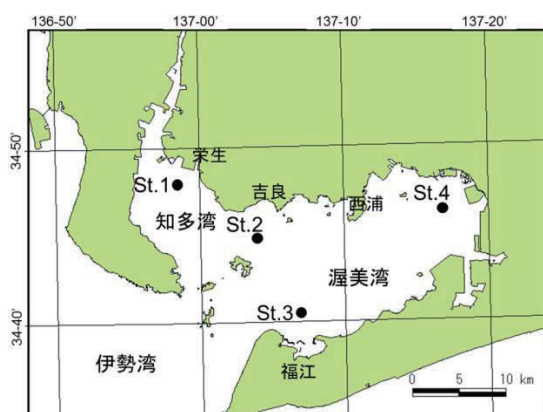 136-50' 137-00' 137-10' 137-20'
34-50'
栄生
St.1
吉良
西浦
St.4
知多湾
St.2
渥美湾
St.3
34-40'
伊勢湾
福江
0 5 10 km